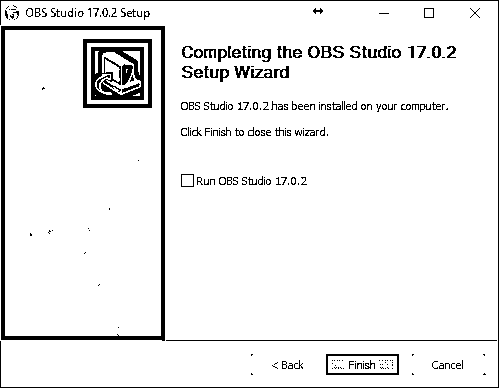 OBS Studio 17.0.2 Setup
Completing the OBS Studio 17.0.2
Setup Wizard
OBS Studio 17.0.2 has been installed on your computer.
Click Finish to close this wizard.
Run OBS Studio 17.0.2
< Back
Finish
Cancel